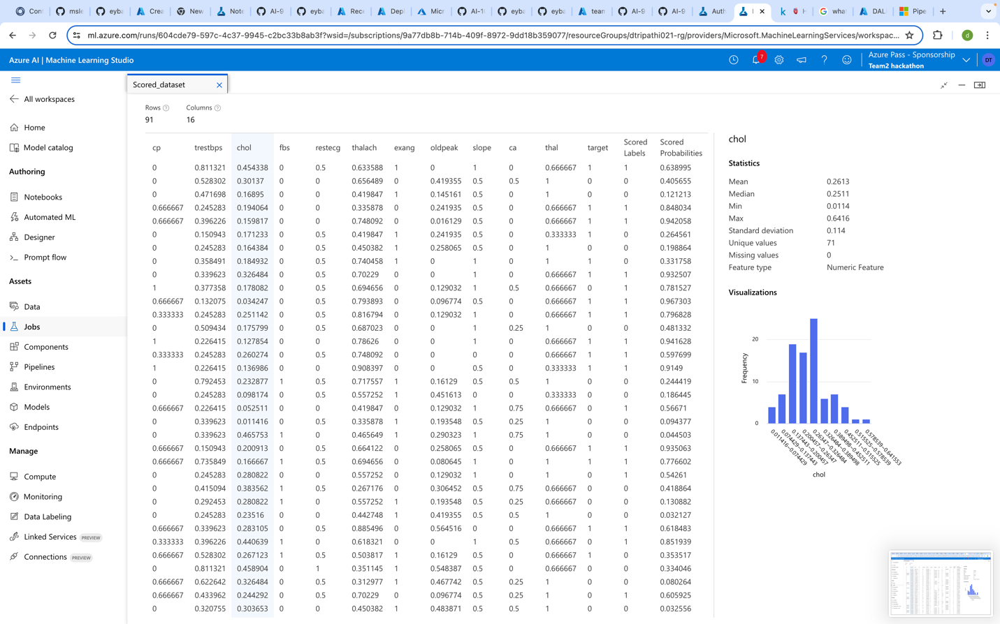 Cont
msle
eyba
Crea
New
Note
AI-9
eyba
Reco
Depl
Micr
AI-1
eyba
eyba
team
AI-9
AI-9
Auth
what
DAL
Pipe
ml.azure.com/runs/604cde79-597c-4c37-9945-c2bc33b8ab3f?wsid=/subscriptions/9a77db8b-714b-409f-8972-9dd18b359077/resourceGroups/dtripathi021-rg/providers/Microsoft.MachineLearningServices/workspac...
d
Azure AI | Machine Learning Studio
7
Azure Pass - Sponsorship
Team2 hackathon
DT
All workspaces
Home
Model catalog
Authoring
Notebooks
Automated ML
Designer
Prompt flow
Assets
Data
Jobs
Components
Pipelines
Environments
Models
Endpoints
Manage
Compute
Monitoring
Data Labeling
Linked Services PREVIEW
Connections PREVIEW
Scored_dataset
Rows Columns
91 16
cp trestbps chol fbs restecg thalach exang oldpeak slope ca thal target Scored Labels Scored Probabilities
0 0.811321 0.454338 0 0.5 0.633588 1 0 1 0 0.666667 1 1 0.638995
0 0.528302 0.30137 0 0 0.656489 0 0.419355 0.5 0.5 1 0 0 0.405655
0 0.471698 0.16895 0 0 0.419847 1 0.145161 0.5 0 1 0 0 0.121213
0.666667 0.245283 0.194064 0 0 0.335878 0 0.241935 0.5 0 0.666667 1 1 0.848034
0.666667 0.396226 0.159817 0 0 0.748092 0 0.016129 0.5 0 0.666667 1 1 0.942058
0 0.150943 0.171233 0 0.5 0.419847 1 0.241935 0.5 0 0.333333 1 0 0.264561
0 0.245283 0.164384 0 0.5 0.450382 1 0.258065 0.5 0 1 0 0 0.198864
0 0.358491 0.184932 0 0.5 0.740458 1 0 1 0 1 1 0 0.331758
0 0.339623 0.326484 0 0.5 0.70229 0 0 1 0 0.666667 1 1 0.932507
1 0.377358 0.178082 0 0.5 0.694656 0 0.129032 1 0.5 0.666667 0 1 0.781527
0.666667 0.132075 0.034247 0 0.5 0.793893 0 0.096774 0.5 0 0.666667 1 1 0.967303
0.333333 0.245283 0.251142 0 0.5 0.816794 0 0.129032 1 0 0.666667 1 1 0.796828
0 0.509434 0.175799 0 0.5 0.687023 0 0 1 0.25 1 0 0 0.481332
1 0.226415 0.127854 0 0 0.78626 0 0 1 0 0.666667 1 1 0.941628
0.333333 0.245283 0.260274 0 0.5 0.748092 0 0 0 0 0.666667 1 1 0.597699
1 0.226415 0.136986 0 0 0.908397 0 0 0.5 0 0.333333 1 1 0.9149
0 0.792453 0.232877 1 0.5 0.717557 1 0.16129 0.5 0.5 1 0 0 0.244419
0 0.245283 0.098174 0 0.5 0.557252 1 0.451613 0 0 0.333333 0 0 0.186445
0.666667 0.226415 0.052511 0 0 0.419847 0 0.129032 1 0.75 0.666667 0 1 0.56671
0 0.339623 0.011416 0 0.5 0.335878 1 0.193548 0.5 0.25 1 0 0 0.094377
0 0.339623 0.465753 1 0 0.465649 1 0.290323 1 0.75 1 0 0 0.044503
0.666667 0.150943 0.200913 0 0 0.564122 0 0.258065 0.5 0 0.666667 1 1 0.935063
0.666667 0.735849 0.166667 1 0.5 0.694656 0 0.080645 1 0 1 1 1 0.776602
0 0.245283 0.280822 0 0 0.557252 0 0.129032 1 0 1 0 1 0.54261
0 0.415094 0.383562 1 0.5 0.267176 0 0.306452 0.5 0.75 0.666667 0 0 0.418864
0 0.292453 0.280822 1 0 0.557252 1 0.193548 0.5 0.25 0.666667 0 0 0.130882
0 0.245283 0.23516 0 0 0.442748 1 0.419355 0.5 0.5 1 0 0 0.032127
0.666667 0.339623 0.283105 0 0 0.885496 0 0.564516 0 0 0.666667 1 1 0.618483
0.333333 0.396226 0.440639 1 0 0.618321 0 0 1 0.5 0.666667 0 1 0.851939
0.666667 0.528302 0.267123 1 0.5 0.503817 1 0.16129 0.5 0 0.666667 1 0 0.353517
0 0.811321 0.458904 0 1 0.351145 1 0.548387 0.5 0 0.666667 0 0 0.334046
0.666667 0.622642 0.326484 0 0.5 0.312977 1 0.467742 0.5 0.25 1 0 0 0.080264
0.666667 0.433962 0.244292 0 0 0.70229 0 0.016129 1 0.25 1 0 1 0.605925
0 0.320755 0.303653 0 0.5 0.435115 1 0.483871 0.5 0.5 1 0 0 0.032556
chol
Statistics
Mean 0.2613
Median 0.2511
Min 0.0114
Max 0.6416
Standard deviation 0.114
Unique values 71
Missing values 0
Feature type Numeric Feature
Visualizations
Frequency
20
10
0
0.011416–0.074429
0.074429–0.137443
0.137443–0.200457
0.200457–0.26347
0.26347–0.326484
0.326484–0.389498
0.389498–0.452511
0.452511–0.515525
0.515525–0.578539
0.578539–0.641553
chol